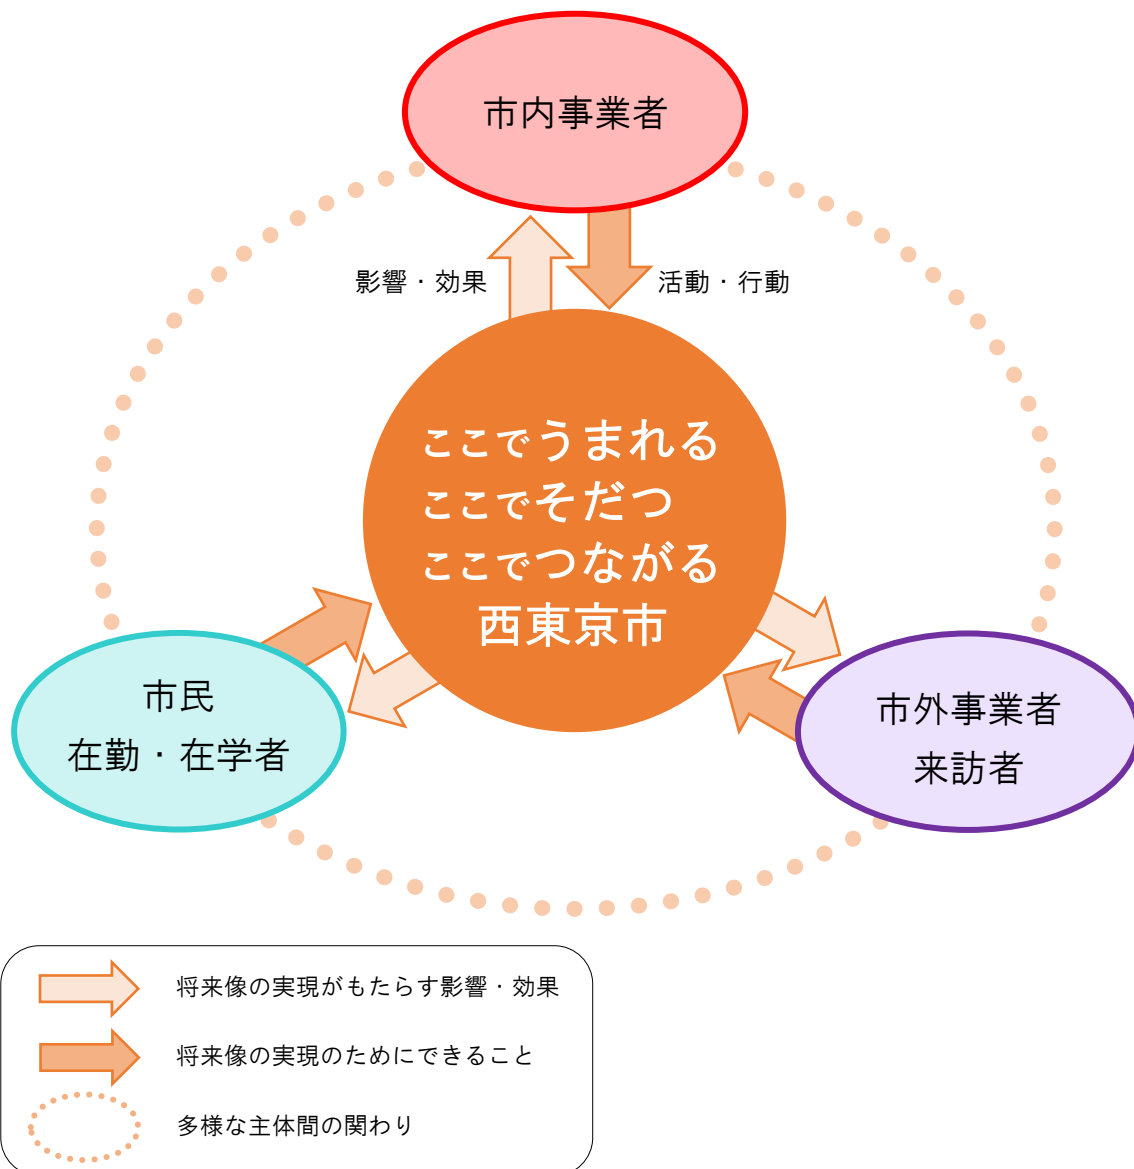 市内事業者
影響・効果
活動・行動
ここでうまれる
ここでそだつ
ここでつながる
西東京市
市民
在勤・在学者
市外事業者
来訪者
将来像の実現がもたらす影響・効果
将来像の実現のためにできること
多様な主体間の関わり